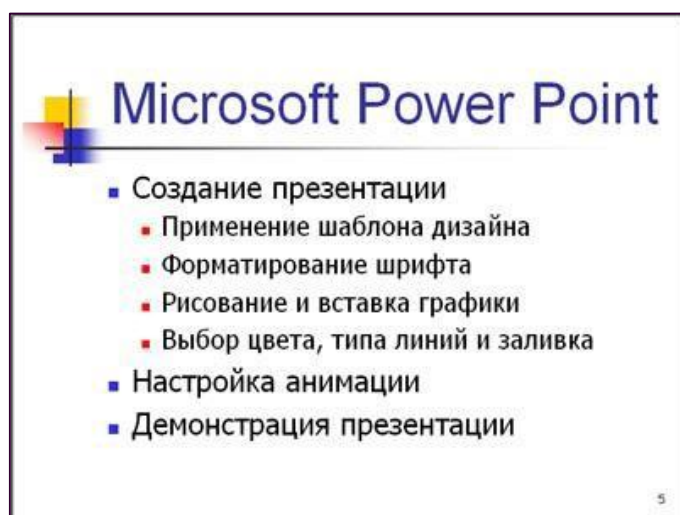 Microsoft Power Point
Создание презентации
Применение шаблона дизайна
Форматирование шрифта
Рисование и вставка графики
Выбор цвета, типа линий и заливка
Настройка анимации
Демонстрация презентации
5